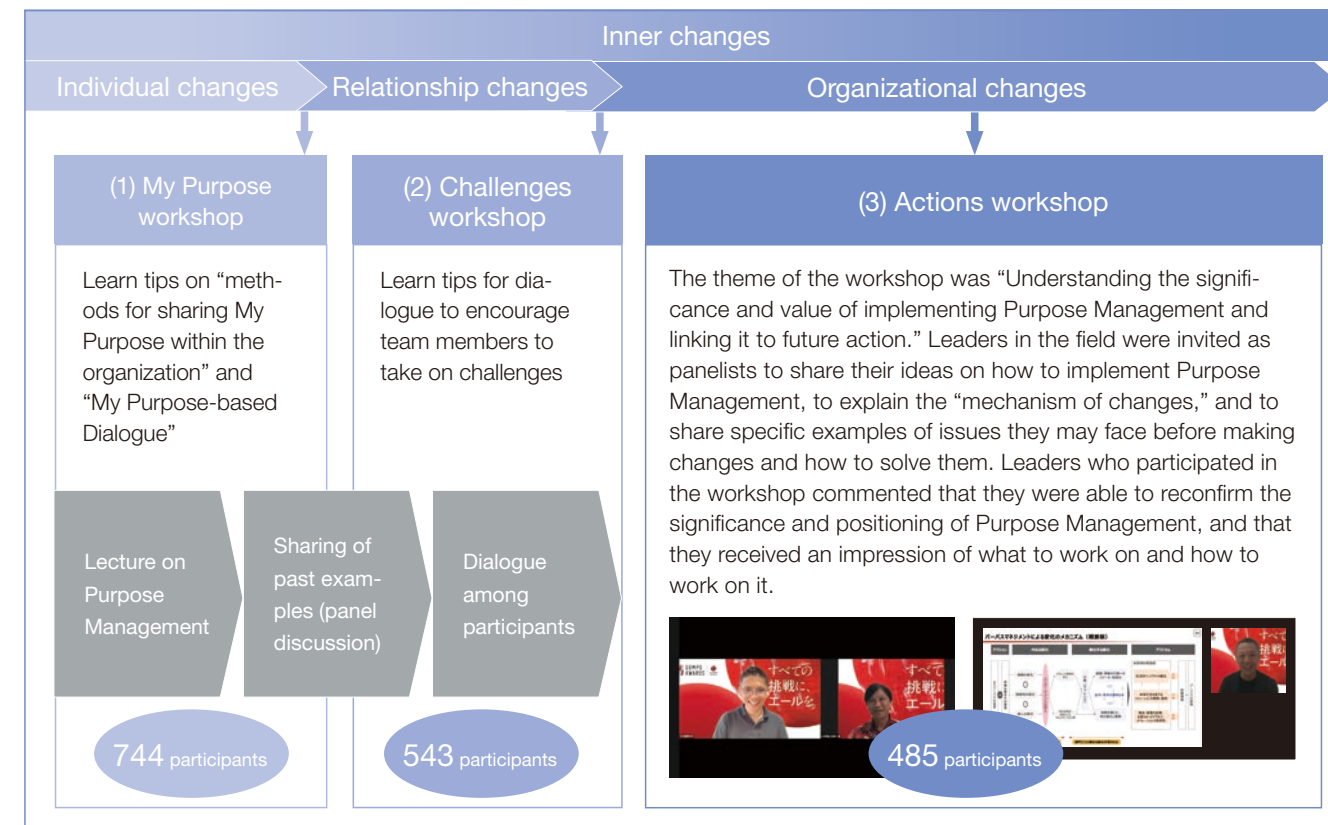 Inner changes
Individual changes
Relationship changes
Organizational changes
(1) My Purpose
workshop
Learn tips on “meth-
ods for sharing My
Purpose within the
organization” and
“My Purpose-based
Dialogue”
(2) Challenges
workshop
Learn tips for dia-
logue to encourage
team members to
take on challenges
Lecture on
Purpose
Management
Sharing of
past exam-
ples (panel
discussion)
Dialogue
among
participants
744 participants
543 participants
(3) Actions workshop
The theme of the workshop was “Understanding the signifi-
cance and value of implementing Purpose Management and
linking it to future action.” Leaders in the field were invited as
panelists to share their ideas on how to implement Purpose
Management, to explain the “mechanism of changes,” and to
share specific examples of issues they may face before making
changes and how to solve them. Leaders who participated in
the workshop commented that they were able to reconfirm the
significance and positioning of Purpose Management, and that
they received an impression of what to work on and how to
work on it.
SOMPO
AWARDS
すべての
挑戦に、
エールを。
すべて
挑戦に
エール
パーパスマネジメントによる変化のメカニズム
すべて
挑戦に
485 participants